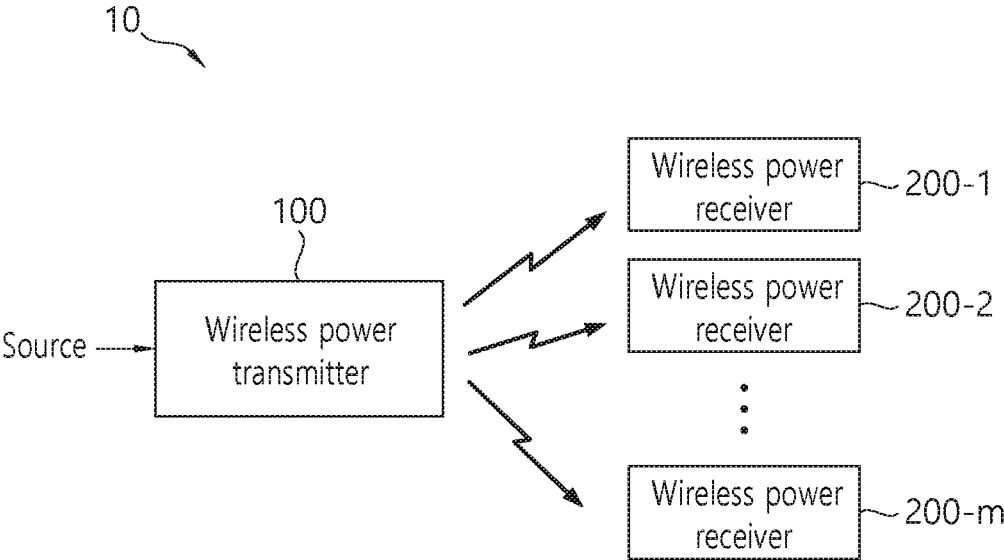 10
Wireless power
receiver
200-1
100
Wireless power
receiver
200-2
Source
Wireless power
transmitter
Wireless power
receiver
200-m